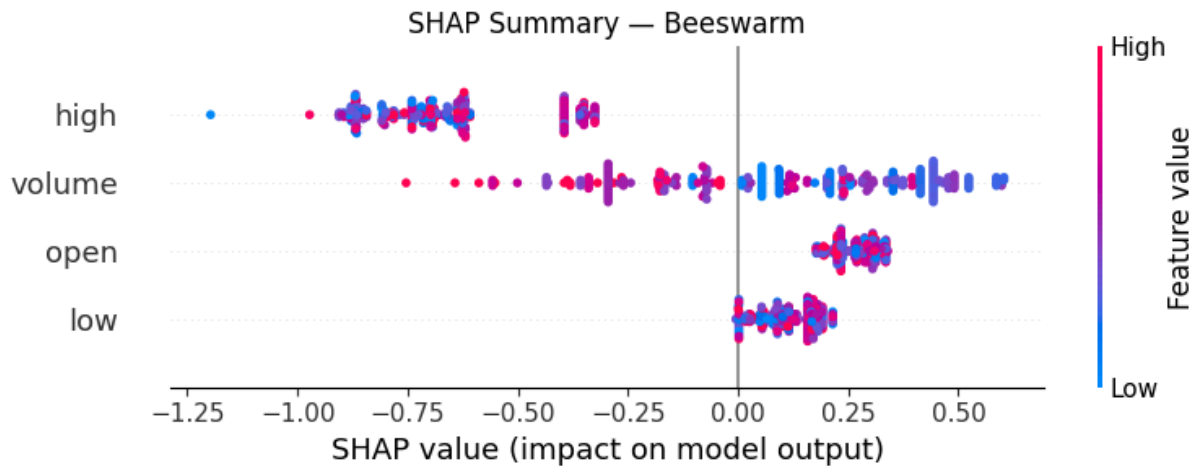 SHAP Summary — Beeswarm
High
high
volume
open
low
Low
Feature value
−1.25 −1.00 −0.75 −0.50 −0.25 0.00 0.25 0.50
SHAP value (impact on model output)